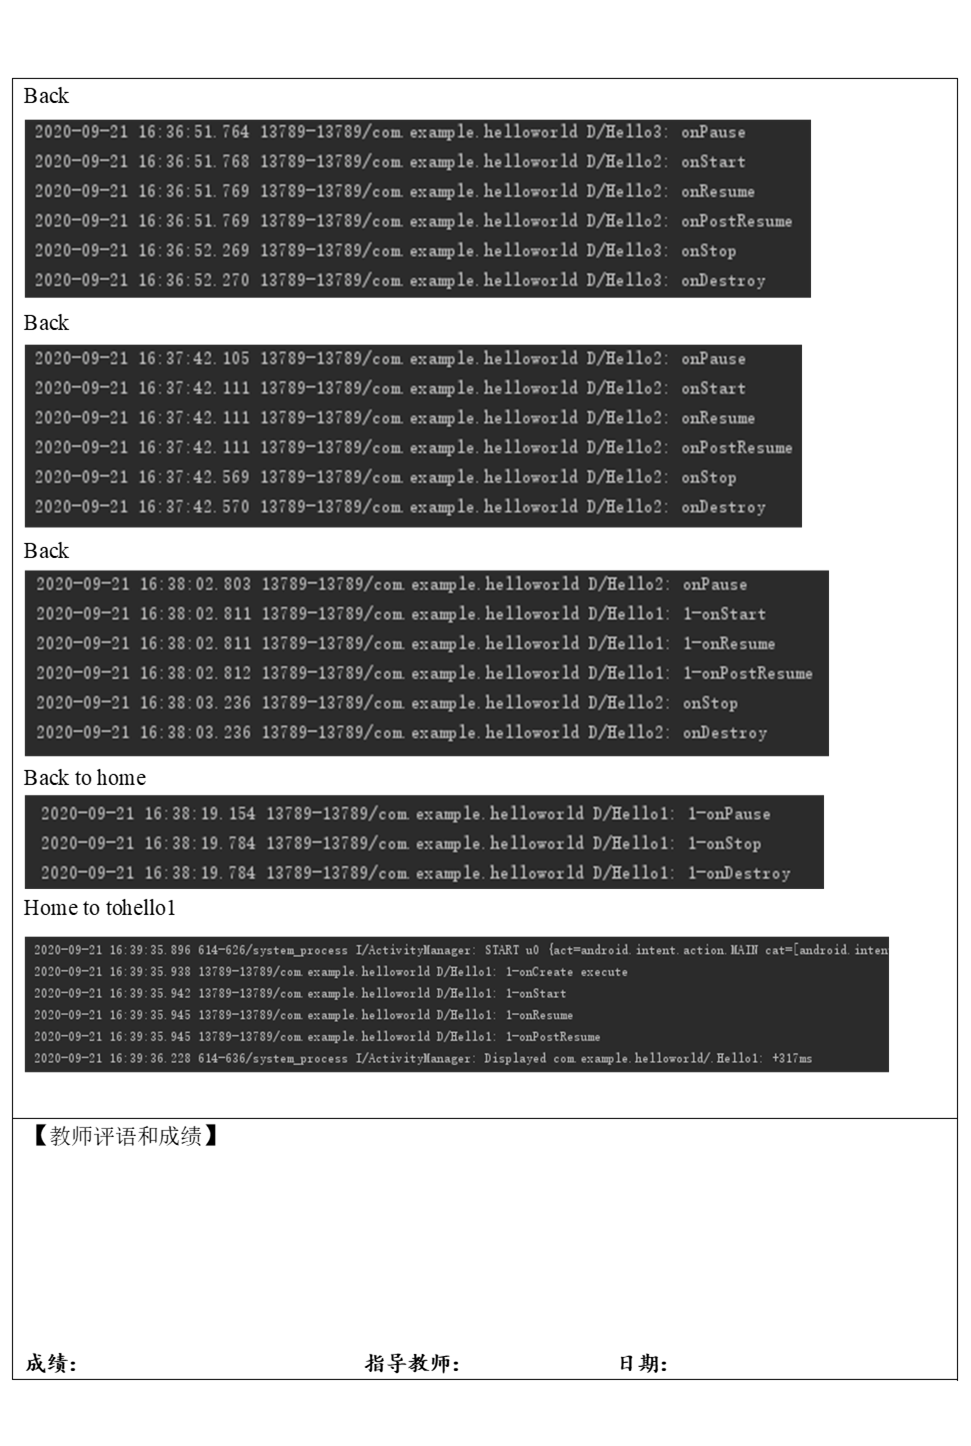 Back
2020-09-21 16:36:51.764 13789-13789/com.example.helloworld D/Hello3: onPause
2020-09-21 16:36:51.768 13789-13789/com.example.helloworld D/Hello2: onStart
2020-09-21 16:36:51.769 13789-13789/com.example.helloworld D/Hello2: onResume
2020-09-21 16:36:51.769 13789-13789/com.example.helloworld D/Hello2: onPostResume
2020-09-21 16:36:52.269 13789-13789/com.example.helloworld D/Hello3: onStop
2020-09-21 16:36:52.270 13789-13789/com.example.helloworld D/Hello3: onDestroy
Back
2020-09-21 16:37:42.105 13789-13789/com.example.helloworld D/Hello2: onPause
2020-09-21 16:37:42.111 13789-13789/com.example.helloworld D/Hello2: onStart
2020-09-21 16:37:42.111 13789-13789/com.example.helloworld D/Hello2: onResume
2020-09-21 16:37:42.111 13789-13789/com.example.helloworld D/Hello2: onPostResume
2020-09-21 16:37:42.569 13789-13789/com.example.helloworld D/Hello2: onStop
2020-09-21 16:37:42.570 13789-13789/com.example.helloworld D/Hello2: onDestroy
Back
2020-09-21 16:38:02.803 13789-13789/com.example.helloworld D/Hello2: onPause
2020-09-21 16:38:02.811 13789-13789/com.example.helloworld D/Hello1: 1-onStart
2020-09-21 16:38:02.811 13789-13789/com.example.helloworld D/Hello1: 1-onResume
2020-09-21 16:38:02.812 13789-13789/com.example.helloworld D/Hello1: 1-onPostResume
2020-09-21 16:38:03.236 13789-13789/com.example.helloworld D/Hello2: onStop
2020-09-21 16:38:03.236 13789-13789/com.example.helloworld D/Hello2: onDestroy
Back to home
2020-09-21 16:38:19.154 13789-13789/com.example.helloworld D/Hello1: 1-onPause
2020-09-21 16:38:19.784 13789-13789/com.example.helloworld D/Hello1: 1-onStop
2020-09-21 16:38:19.784 13789-13789/com.example.helloworld D/Hello1: 1-onDestroy
Home to tohello1
2020-09-21 16:39:35.896 614-626/system_process I/ActivityManager: START u0 {act=android.intent.action.MAIN cat=[android.inten
2020-09-21 16:39:35.938 13789-13789/com.example.helloworld D/Hello1: 1-onCreate execute
2020-09-21 16:39:35.942 13789-13789/com.example.helloworld D/Hello1: 1-onStart
2020-09-21 16:39:35.945 13789-13789/com.example.helloworld D/Hello1: 1-onResume
2020-09-21 16:39:35.945 13789-13789/com.example.helloworld D/Hello1: 1-onPostResume
2020-09-21 16:39:36.228 614-636/system_process I/ActivityManager: Displayed com.example.helloworld/.Hello1: +317ms
【教师评语和成绩】
成绩: 指导教师: 日期: